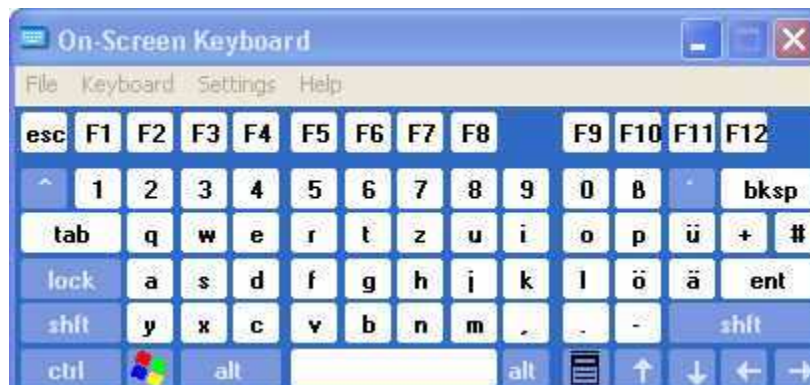 On-Screen Keyboard
File Keyboard Settings Help
esc F1 F2 F3 F4 F5 F6 F7 F8 F9 F10 F11 F12
^ 1 2 3 4 5 6 7 8 9 0 ß ´ bksp
tab q w e r t z u i o p ü + #
lock a s d f g h j k l ö ä ent
shft y x c v b n m , . - shft
ctrl alt alt ↑ ↓ ← →